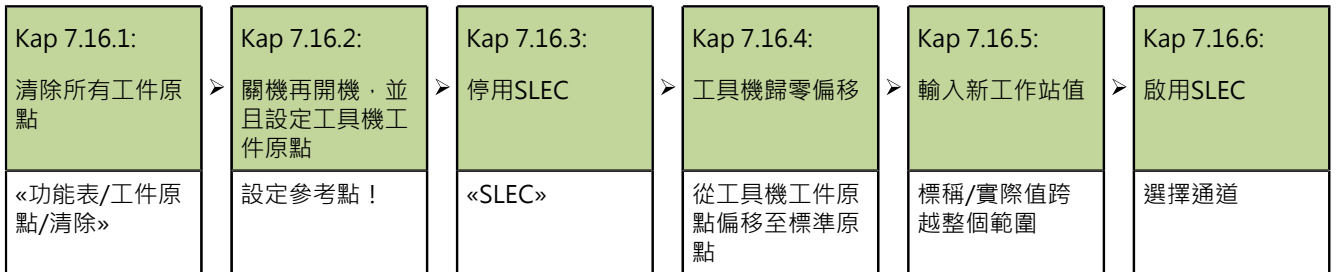 Kap 7.16.1:
清除所有工件原
點
«功能表/工件原
點/清除»
➢
Kap 7.16.2:
關機再開機，並
且設定工具機工
件原點
設定參考點！
➢
Kap 7.16.3:
停用SLEC
«SLEC»
➢
Kap 7.16.4:
工具機歸零偏移
從工具機工件原
點偏移至標準原
點
➢
Kap 7.16.5:
輸入新工作站值
標稱/實際值跨
越整個範圍
➢
Kap 7.16.6:
啟用SLEC
選擇通道